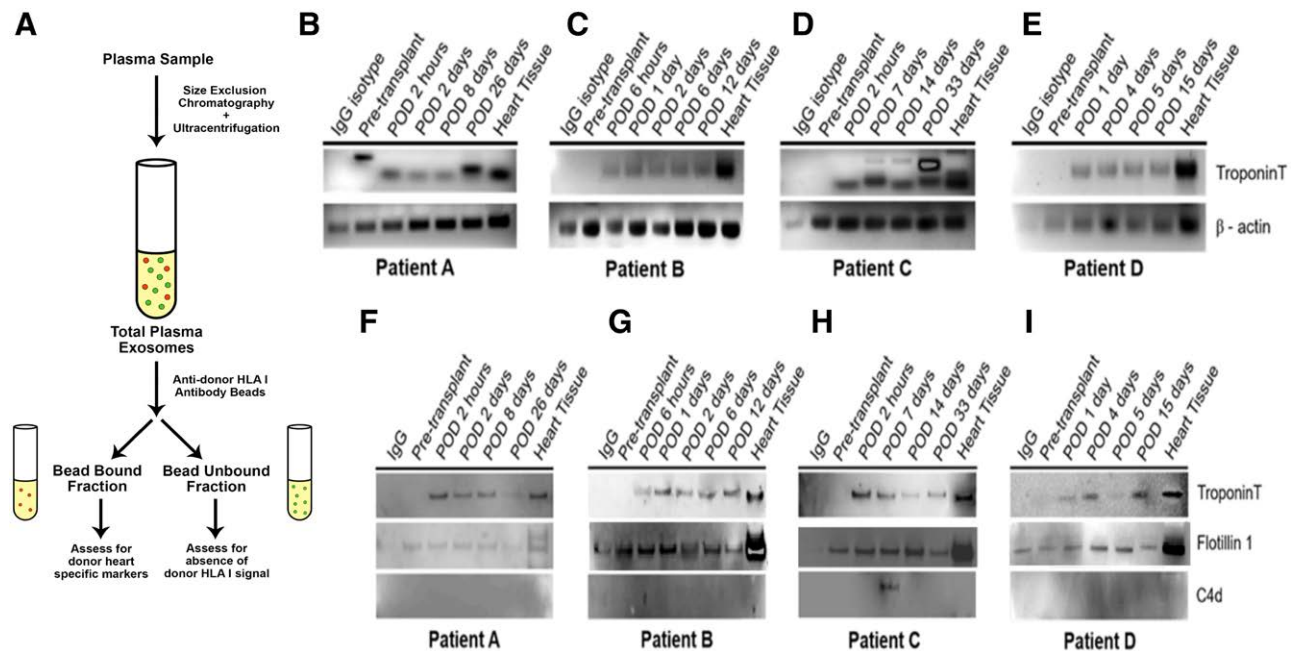 A
Plasma Sample
Size Exclusion
Chromatography
+
Ultracentrifugation
Total Plasma
Exosomes
Anti-donor HLA I
Antibody Beads
Bead Bound
Fraction
Bead Unbound
Fraction
Assess for
donor heart
specific markers
Assess for
absence of
donor HLA I signal
B
IgG isotype
Pre-transplant
POD 2 hours
POD 2 days
POD 8 days
POD 26 days
Heart Tissue
Patient A
C
IgG isotype
Pre-transplant
POD 6 hours
POD 1 day
POD 2 days
POD 6 days
POD 12 days
Heart Tissue
Patient B
D
IgG isotype
Pre-transplant
POD 2 hours
POD 7 days
POD 14 days
POD 33 days
Heart Tissue
Patient C
E
IgG isotype
Pre-transplant
POD 1 day
POD 4 days
POD 5 days
POD 15 days
Heart Tissue
TroponinT
β - actin
Patient D
F
IgG
Pre-transplant
POD 2 hours
POD 2 days
POD 8 days
POD 26 days
Heart Tissue
Patient A
G
IgG
Pre-transplant
POD 6 hours
POD 1 days
POD 2 days
POD 6 days
POD 12 days
Heart Tissue
Patient B
H
IgG
Pre-transplant
POD 2 hours
POD 7 days
POD 14 days
POD 33 days
Heart Tissue
Patient C
I
IgG
Pre-transplant
POD 1 day
POD 4 days
POD 5 days
POD 15 days
Heart Tissue
TroponinT
Flotillin 1
C4d
Patient D